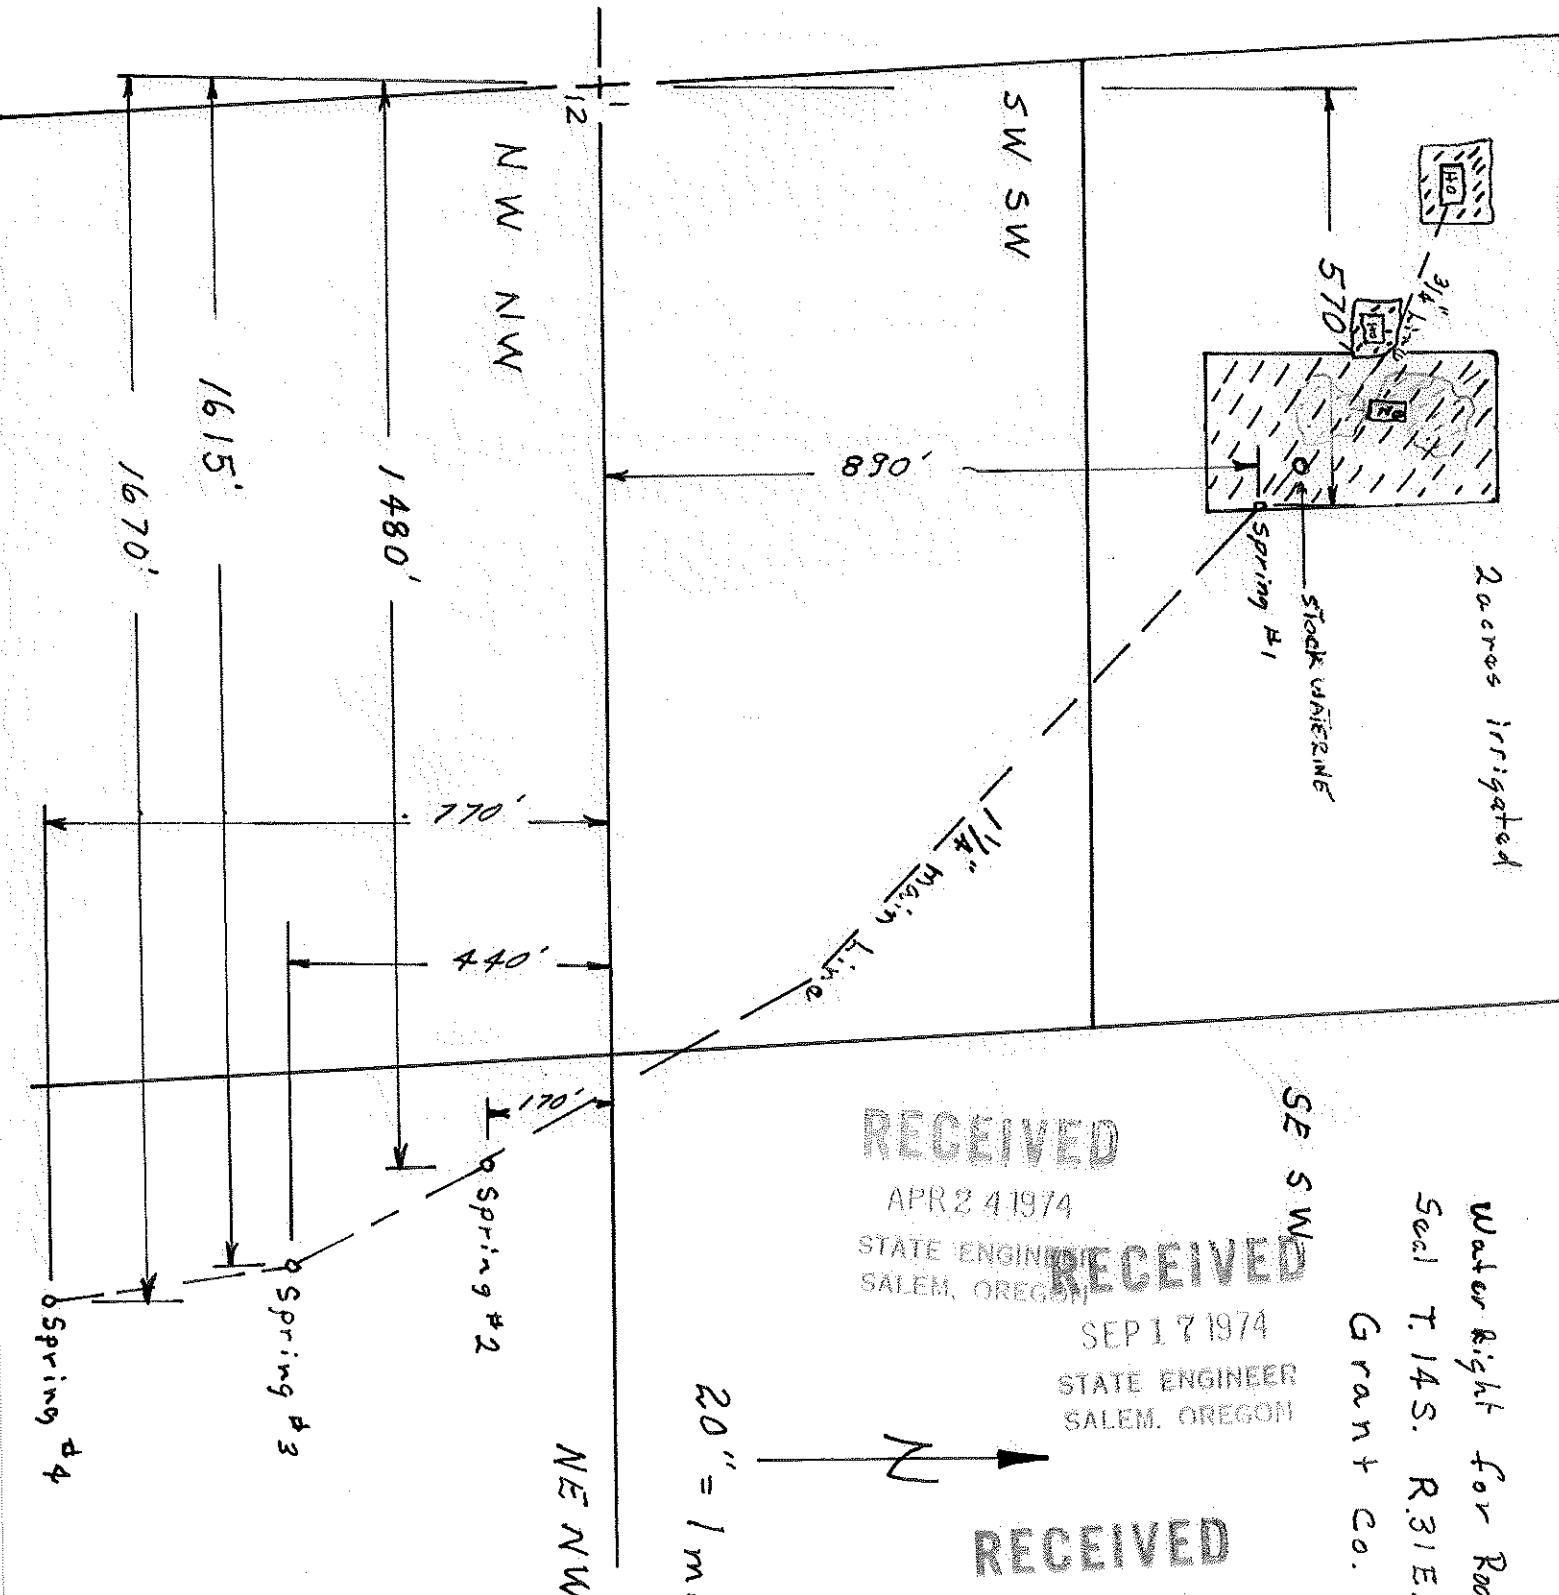 Water Right for
T. 14 S. R. 31 E.
Grant Co.
2 acres irrigated
HO
3/4"
570'
HO
STOCK WATERING
Spring #1
SW SW
SE SW
890'
1 1/4" Main Line
1
12
NW NW
NE NW
1480'
1615'
1670'
770'
440'
170'
Spring #2
Spring #3
Spring #4
20" = 1 m
N
RECEIVED
APR 24 1974
STATE ENGINEER
SALEM, OREGON
RECEIVED
SEP 17 1974
STATE ENGINEER
SALEM, OREGON
RECEIVED